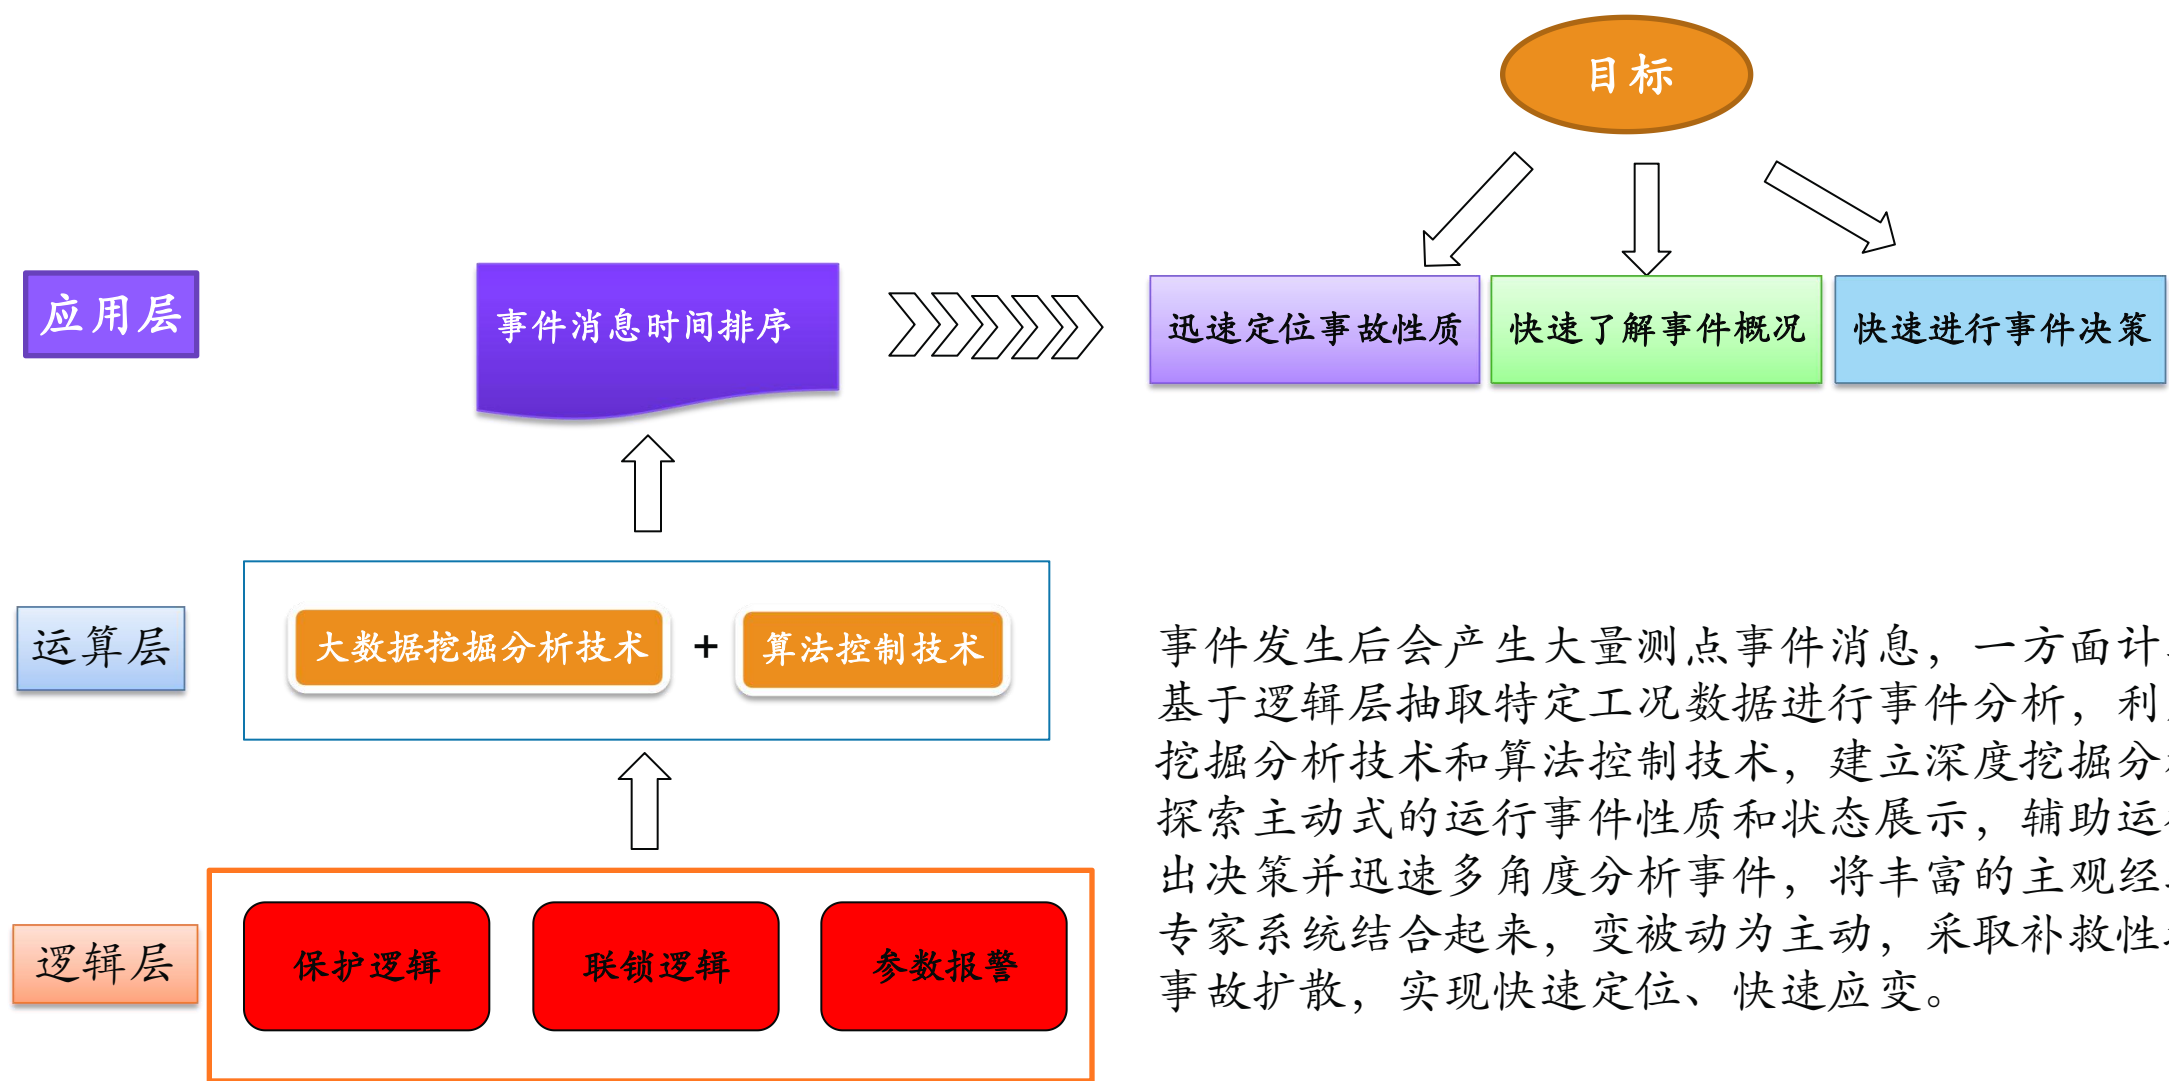 目标
应用层
事件消息时间排序
迅速定位事故性质
快速了解事件概况
快速进行事件决策
运算层
大数据挖掘分析技术
+
算法控制技术
事件发生后会产生大量测点事件消息，一方面计
基于逻辑层抽取特定工况数据进行事件分析，利
挖掘分析技术和算法控制技术，建立深度挖掘分
探索主动式的运行事件性质和状态展示，辅助运
出决策并迅速多角度分析事件，将丰富的主观经
专家系统结合起来，变被动为主动，采取补救性
事故扩散，实现快速定位、快速应变。
逻辑层
保护逻辑
联锁逻辑
参数报警